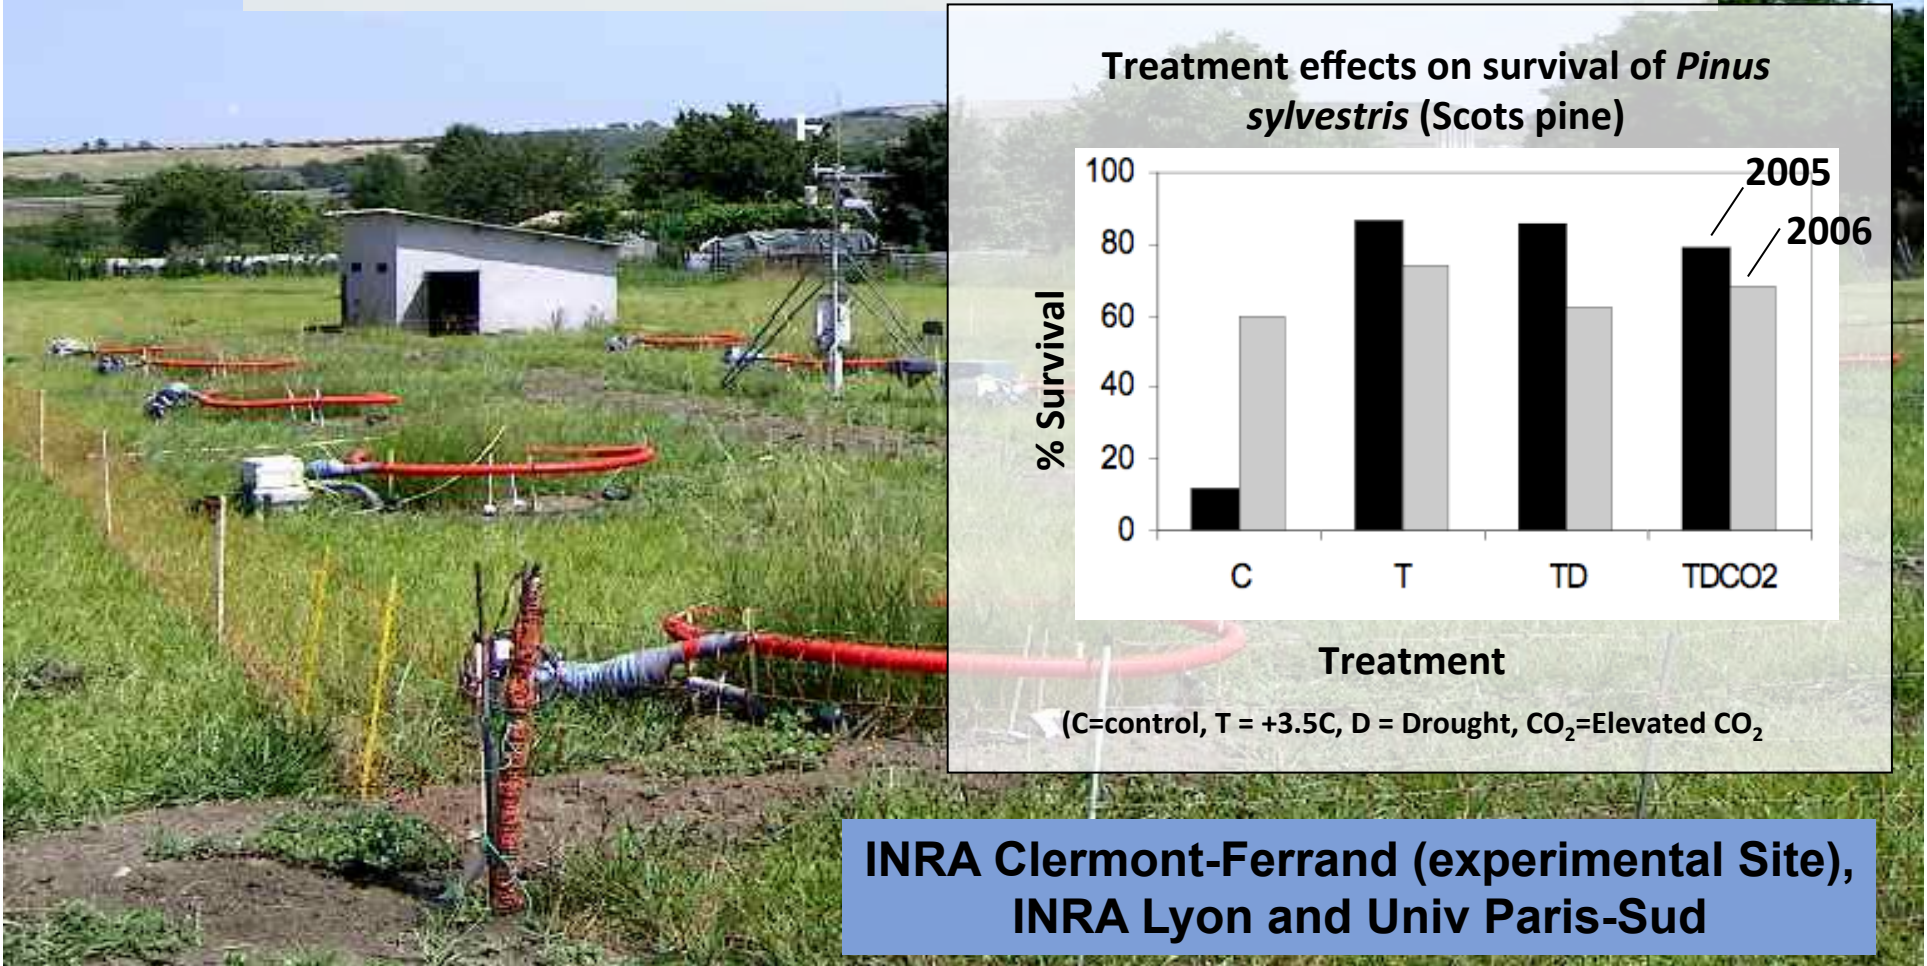 Treatment effects on survival of Pinus
sylvestris (Scots pine)
100
80
60
40
20
0
% Survival
2005
2006
C T TD TDCO2
Treatment
(C=control, T = +3.5C, D = Drought, CO₂=Elevated CO₂
INRA Clermont-Ferrand (experimental Site),
INRA Lyon and Univ Paris-Sud